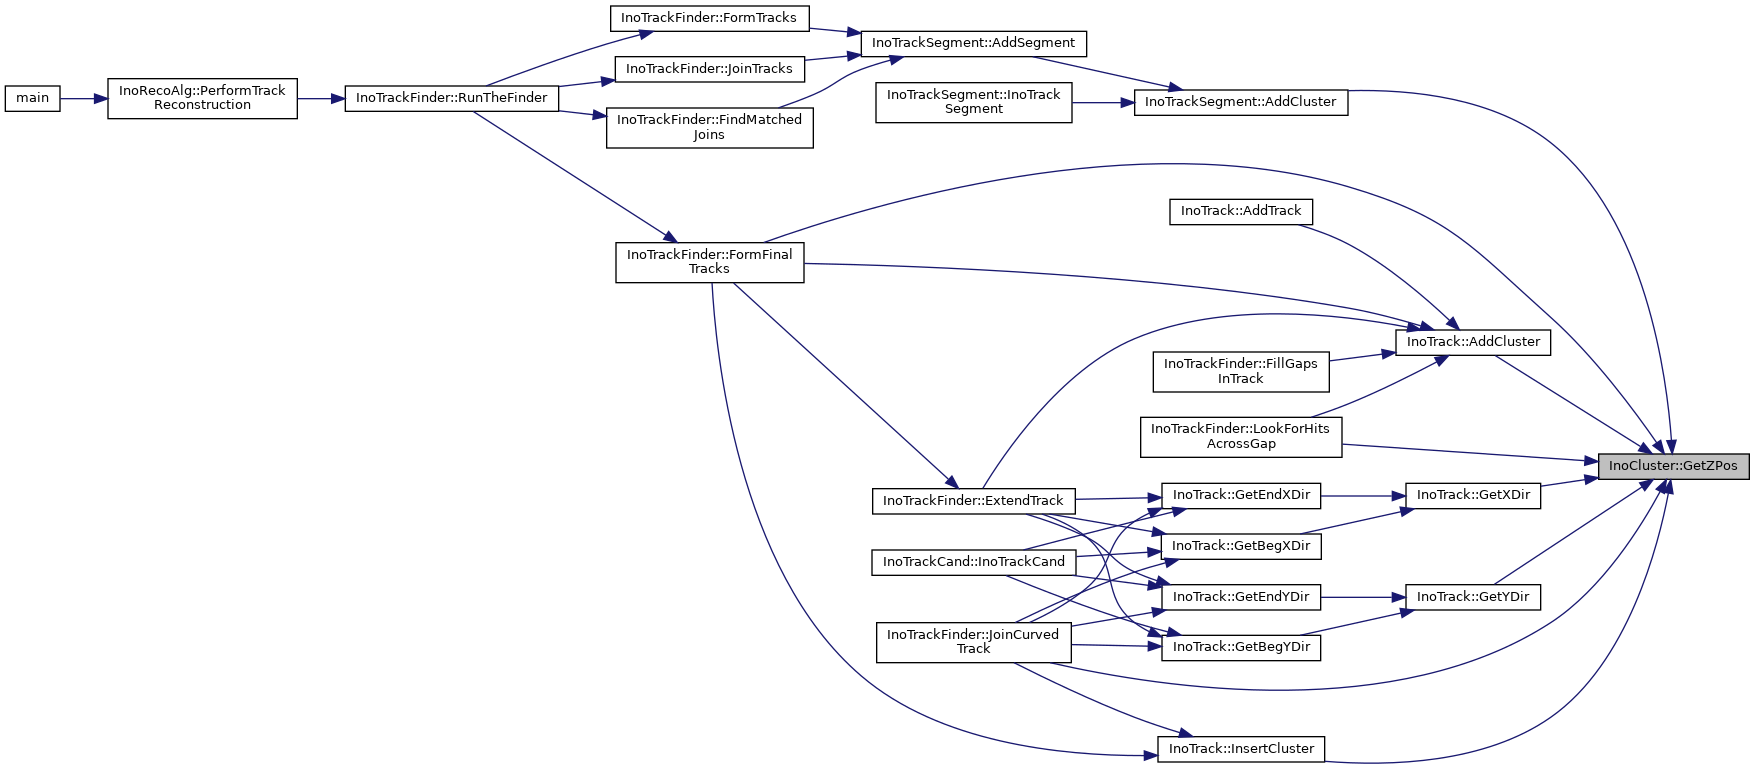 InoTrackFinder::FormTracks
InoTrackSegment::AddSegment
InoTrackFinder::JoinTracks
main
InoRecoAlg::PerformTrack
Reconstruction
InoTrackFinder::RunTheFinder
InoTrackSegment::InoTrack
Segment
InoTrackSegment::AddCluster
InoTrackFinder::FindMatched
Joins
InoTrack::AddTrack
InoTrackFinder::FormFinal
Tracks
InoTrack::AddCluster
InoTrackFinder::FillGaps
InTrack
InoTrackFinder::LookForHits
AcrossGap
InoCluster::GetZPos
InoTrackFinder::ExtendTrack
InoTrack::GetEndXDir
InoTrack::GetXDir
InoTrack::GetBegXDir
InoTrackCand::InoTrackCand
InoTrack::GetEndYDir
InoTrack::GetYDir
InoTrackFinder::JoinCurved
Track
InoTrack::GetBegYDir
InoTrack::InsertCluster